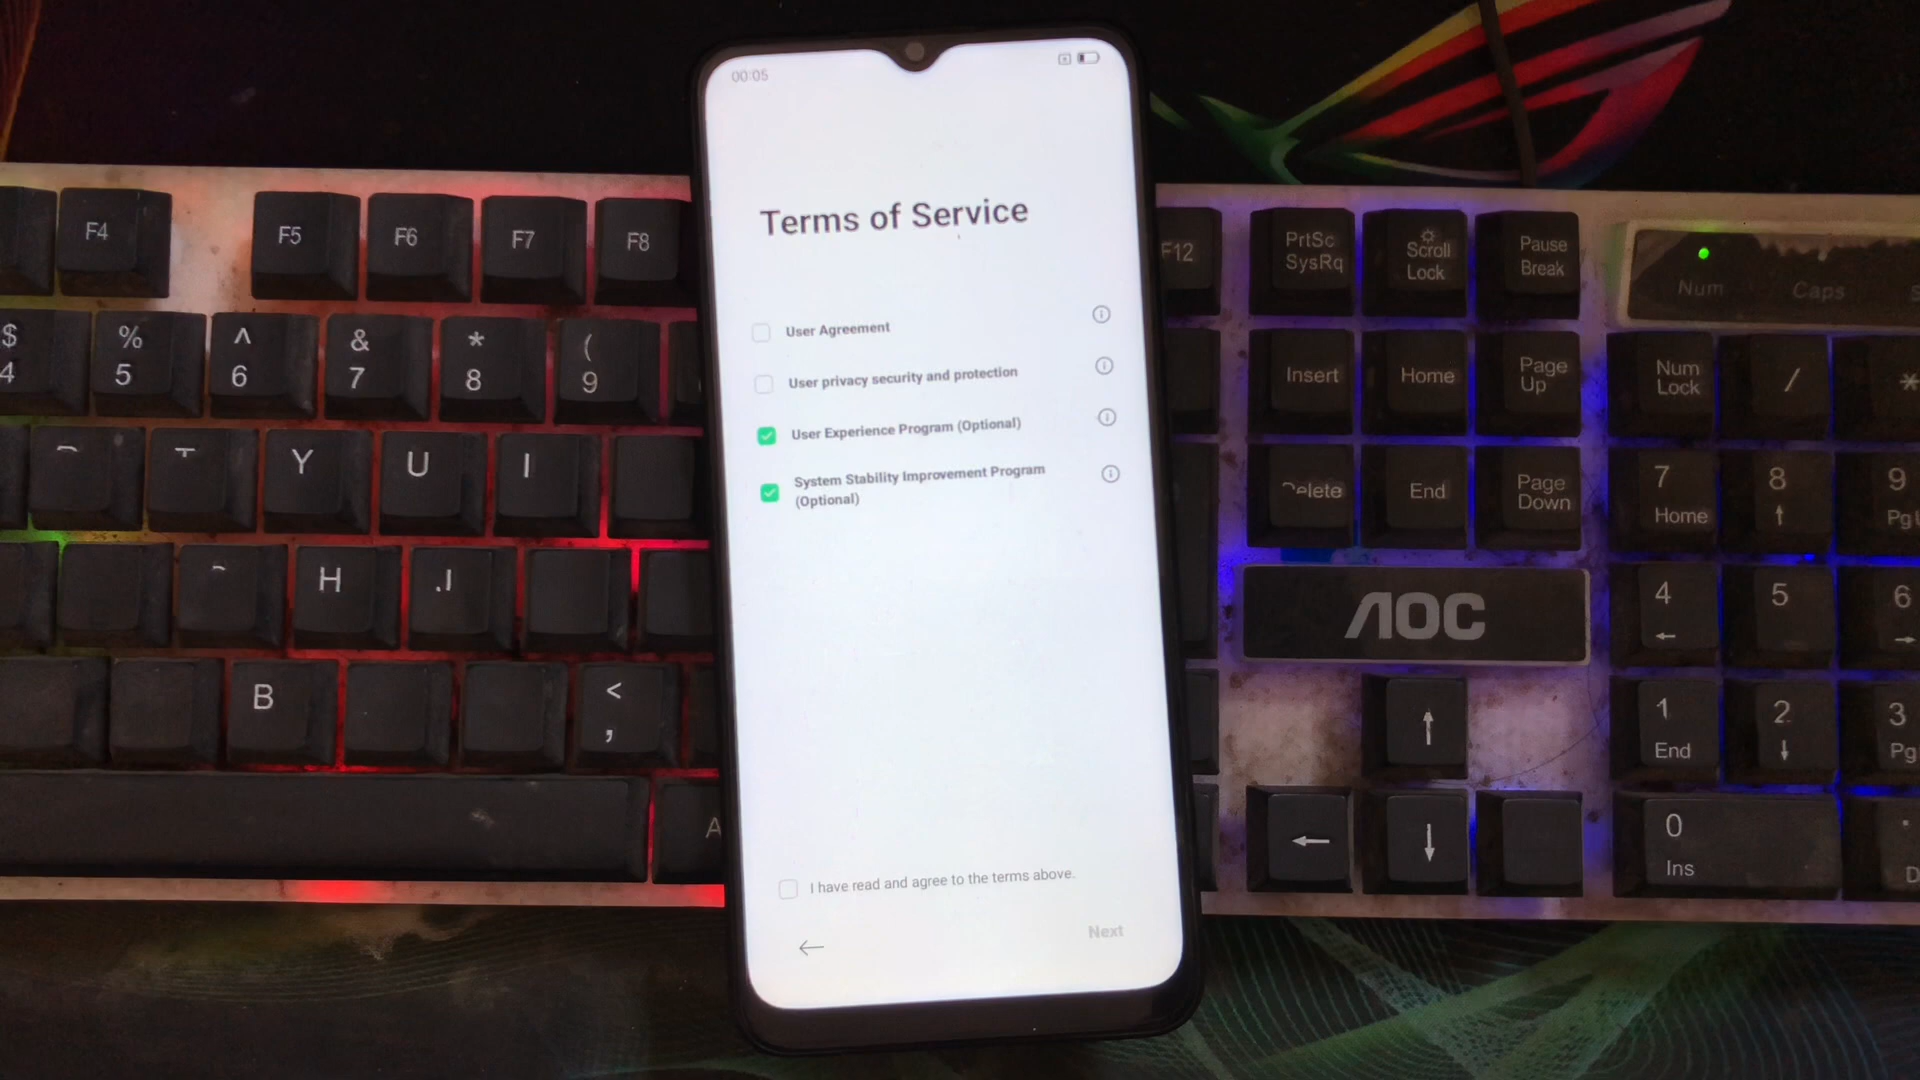 00:05
Terms of Service
User Agreement
User privacy security and protection
User Experience Program (Optional)
System Stability Improvement Program
(Optional)
I have read and agree to the terms above.
Next
F4
F5
F6
F7
F8
F12
PrtSc
SysRq
Scroll
Lock
Pause
Break
Num
Caps
$
4
%
5
^
6
&
7
*
8
(
9
Insert
Home
Page
Up
Num
Lock
/
*
Y
U
I
Delete
End
Page
Down
7
Home
8
↑
9
H
J
AOC
4
←
5
6
→
B
<
,
↑
1
End
2
↓
3
A
←
↓
0
Ins
.